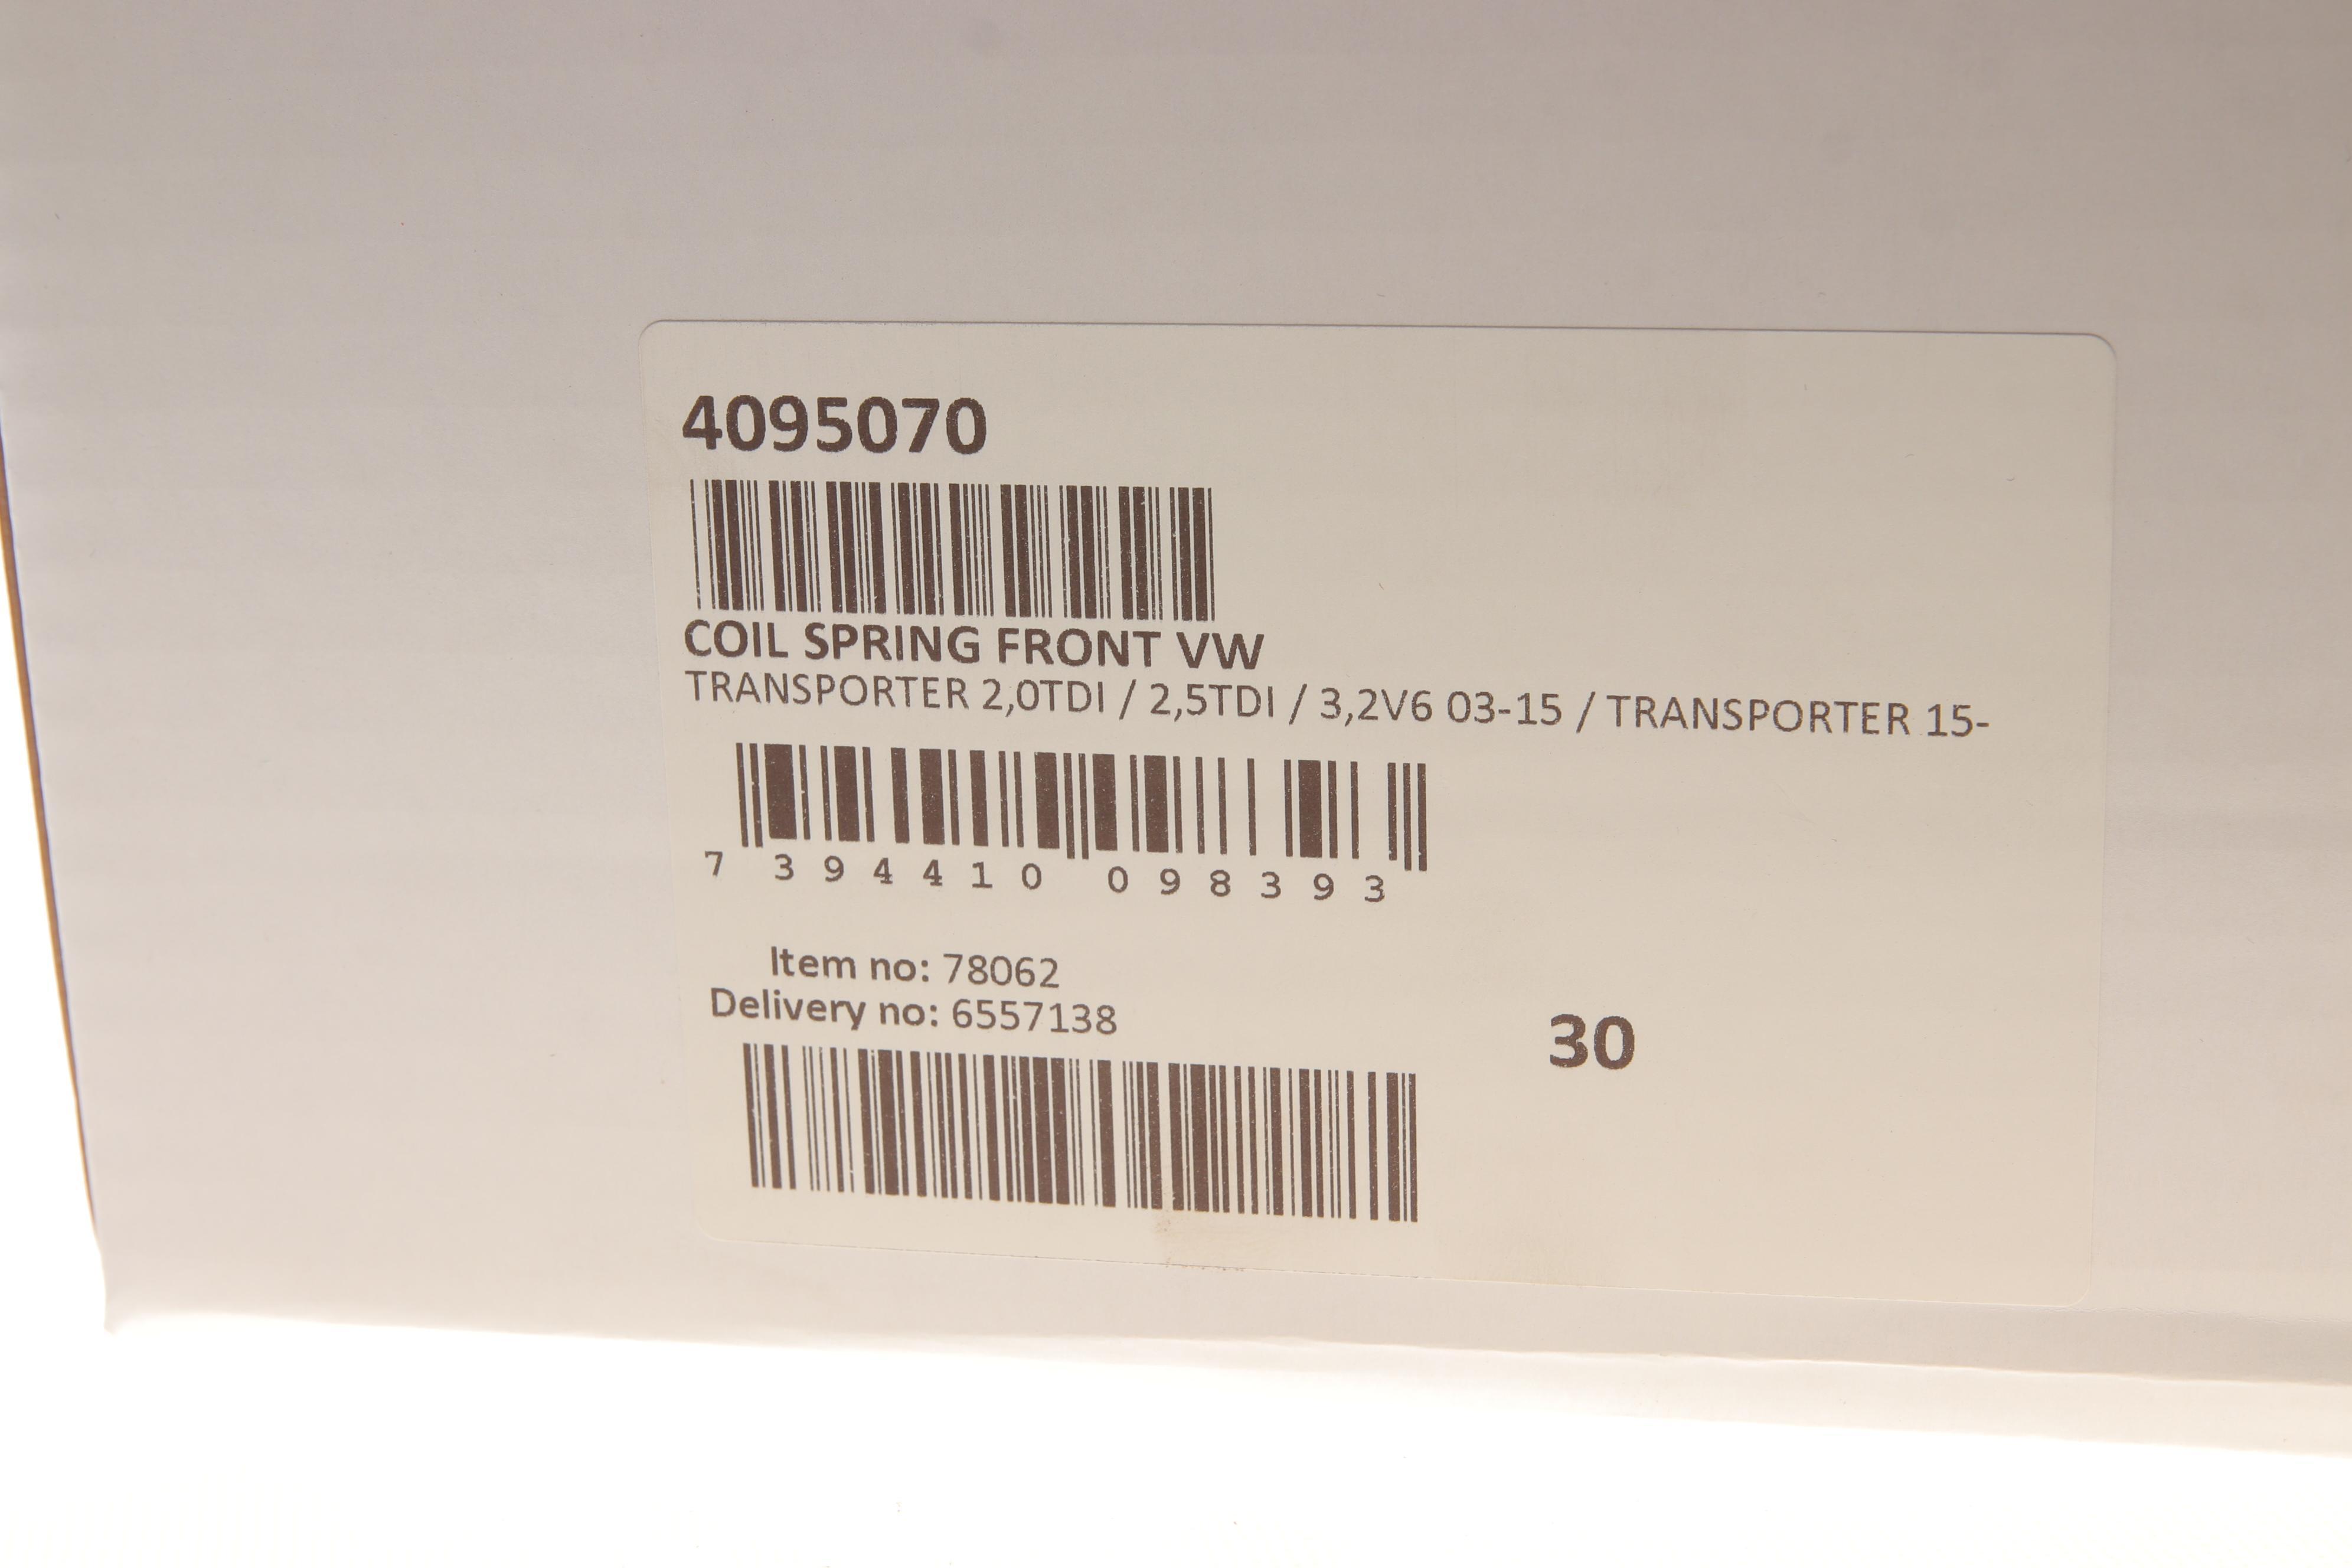 4095070
COIL SPRING FRONT VW
TRANSPORTER 2,0TDI / 2,5TDI / 3,2V6 03-15 / TRANSPORTER 15-
7 394410 098393
Item no: 78062
Delivery no: 6557138
30